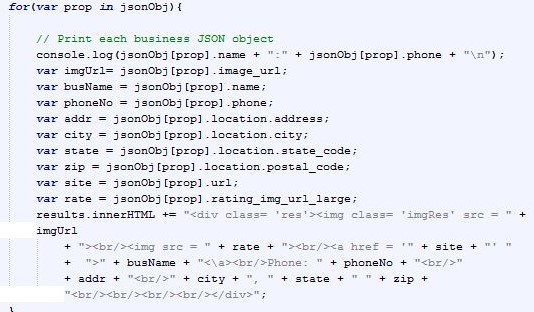 for(var prop in jsonObj){
// Print each business JSON object
console.log(jsonObj[prop].name + ":" + jsonObj[prop].phone + "\n");
var imgUrl= jsonObj[prop].image_url;
var busName = jsonObj[prop].name;
var phoneNo = jsonObj[prop].phone;
var addr = jsonObj[prop].location.address;
var city = jsonObj[prop].location.city;
var state = jsonObj[prop].location.state_code;
var zip = jsonObj[prop].location.postal_code;
var site = jsonObj[prop].url;
var rate = jsonObj[prop].rating_img_url_large;
results.innerHTML += "<div class= 'res'><img class= 'imgRes' src = " +
imgUrl
+ "><br/><img src = " + rate + "><br/><a href = '" + site + "' "
+ ">" + busName + "<\a><br/>Phone: " + phoneNo + "<br/>"
+ addr + "<br/>" + city + ", " + state + " " + zip +
"<br/><br/><br/><br/></div>";
}